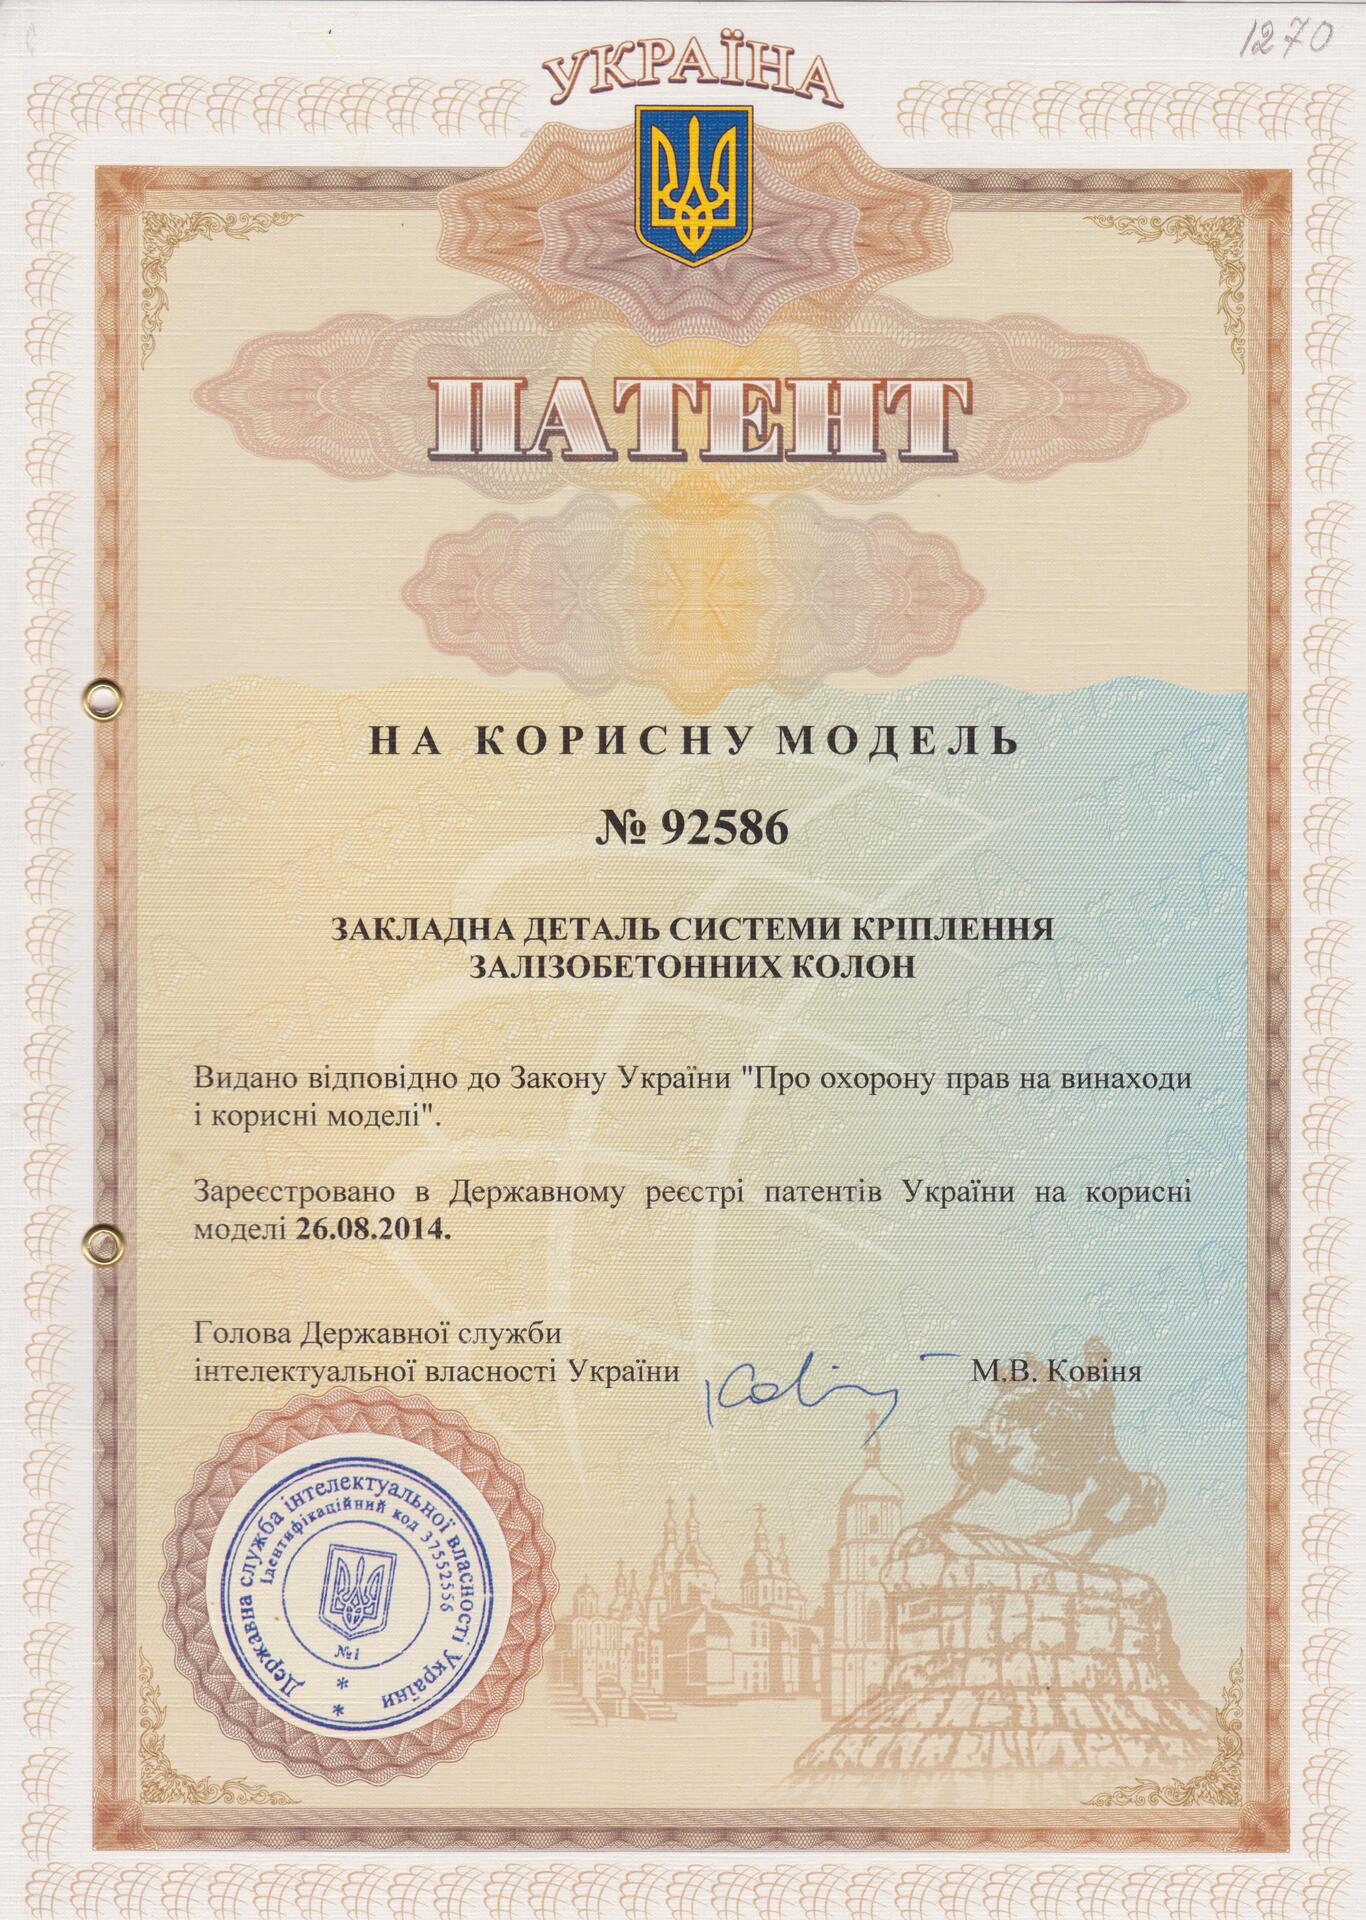 1270
УКРАЇНА
ПАТЕНТ
НА КОРИСНУ МОДЕЛЬ
№ 92586
ЗАКЛАДНА ДЕТАЛЬ СИСТЕМИ КРІПЛЕННЯ
ЗАЛІЗОБЕТОННИХ КОЛОН
Видано відповідно до Закону України "Про охорону прав на винаходи
і корисні моделі".
Зареєстровано в Державному реєстрі патентів України на корисні
моделі 26.08.2014.
Голова Державної служби
інтелектуальної власності України
М.В. Ковіня
Державна служба інтелектуальної власності України
Ідентифікаційний код 37552556
№1
* *